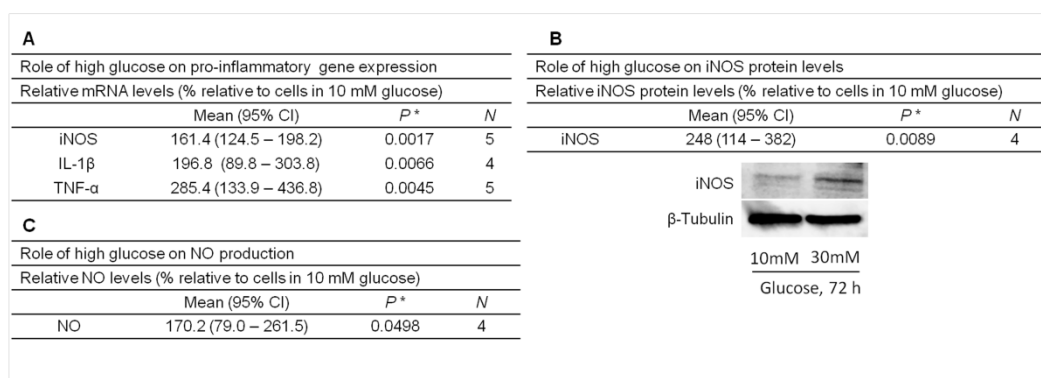 A
Role of high glucose on pro-inflammatory gene expression
Relative mRNA levels (% relative to cells in 10 mM glucose)
Mean (95% CI) P* N
iNOS 161.4 (124.5 – 198.2) 0.0017 5
IL-1β 196.8 (89.8 – 303.8) 0.0066 4
TNF-α 285.4 (133.9 – 436.8) 0.0045 5
C
Role of high glucose on NO production
Relative NO levels (% relative to cells in 10 mM glucose)
Mean (95% CI) P* N
NO 170.2 (79.0 – 261.5) 0.0498 4
B
Role of high glucose on iNOS protein levels
Relative iNOS protein levels (% relative to cells in 10 mM glucose)
Mean (95% CI) P* N
iNOS 248 (114 – 382) 0.0089 4
iNOS
β-Tubulin
10mM 30mM
Glucose, 72 h